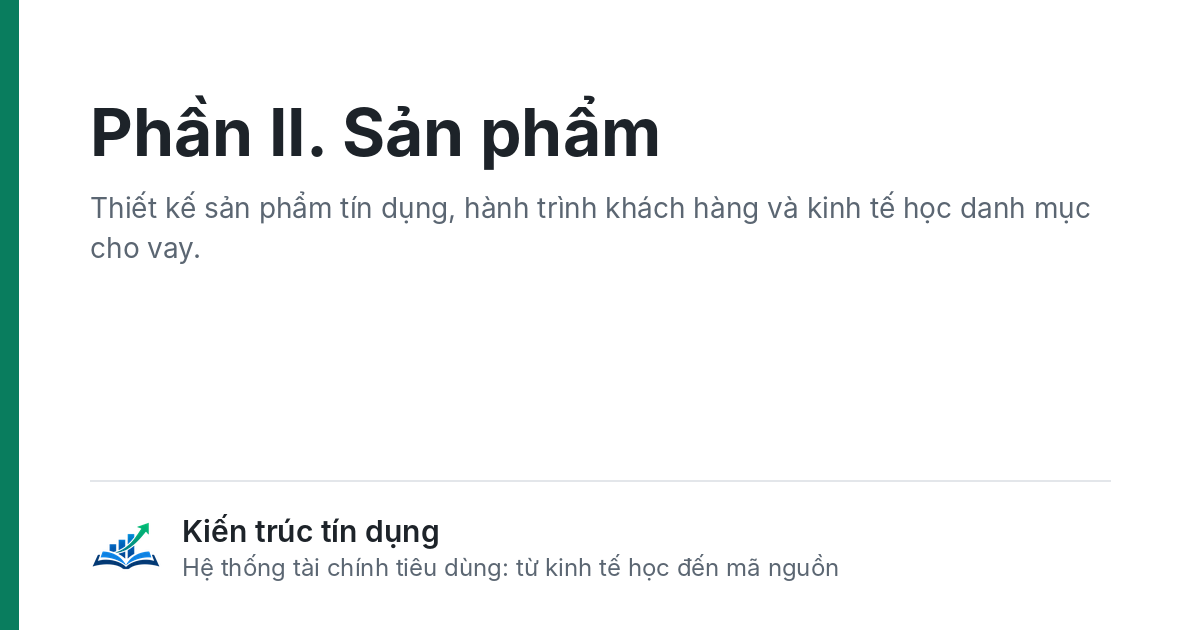 Phần II. Sản phẩm
Thiết kế sản phẩm tín dụng, hành trình khách hàng và kinh tế học danh mục
cho vay.
Kiến trúc tín dụng
Hệ thống tài chính tiêu dùng: từ kinh tế học đến mã nguồn